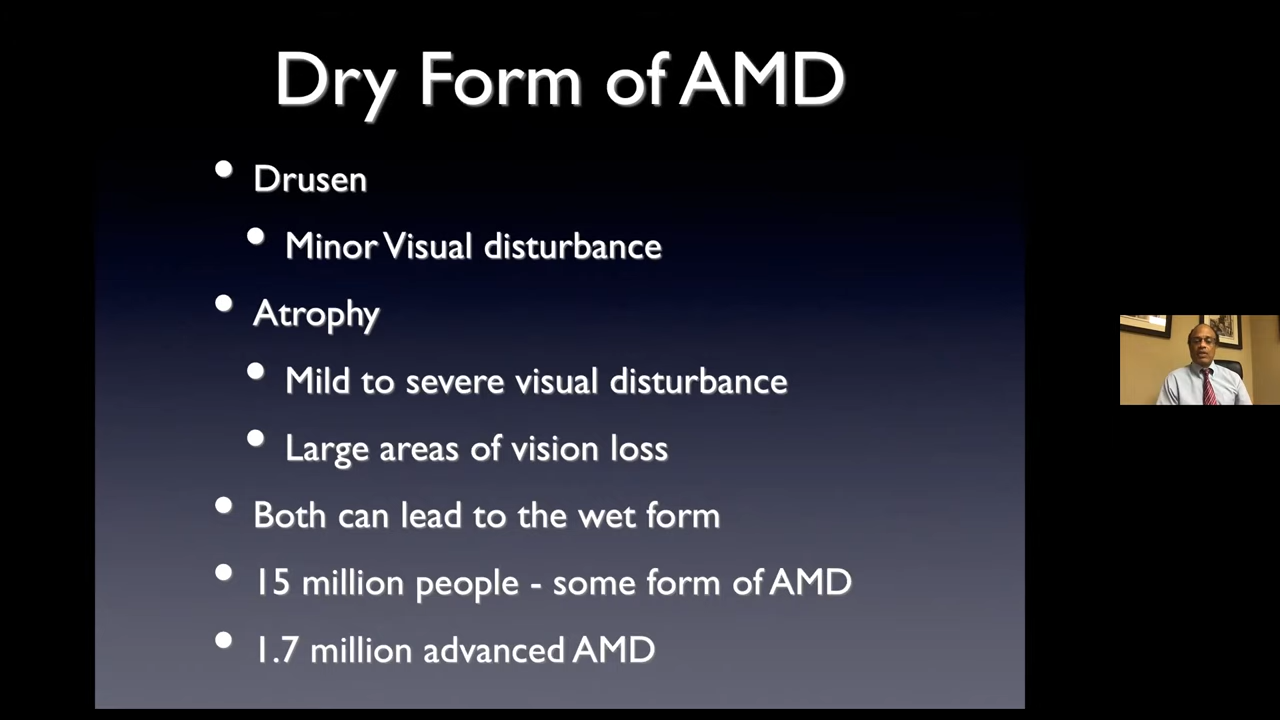 Dry Form of AMD
• Drusen
• Minor Visual disturbance
• Atrophy
• Mild to severe visual disturbance
• Large areas of vision loss
• Both can lead to the wet form
• 15 million people - some form of AMD
• 1.7 million advanced AMD